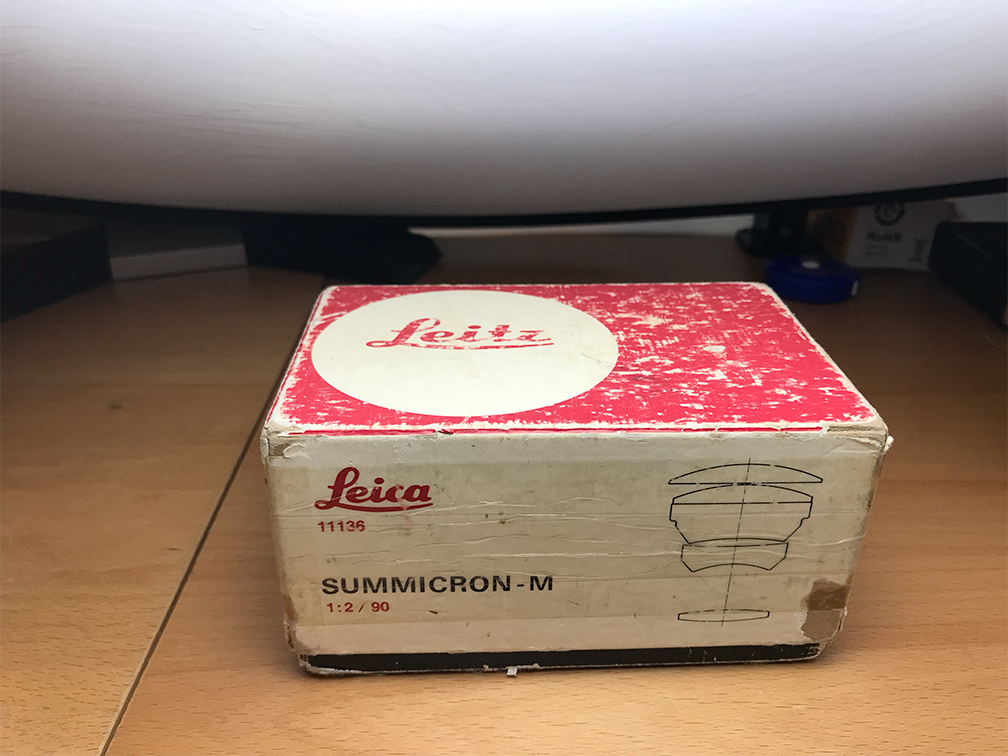 Leitz
Leica
11136
SUMMICRON-M
1:2 / 90